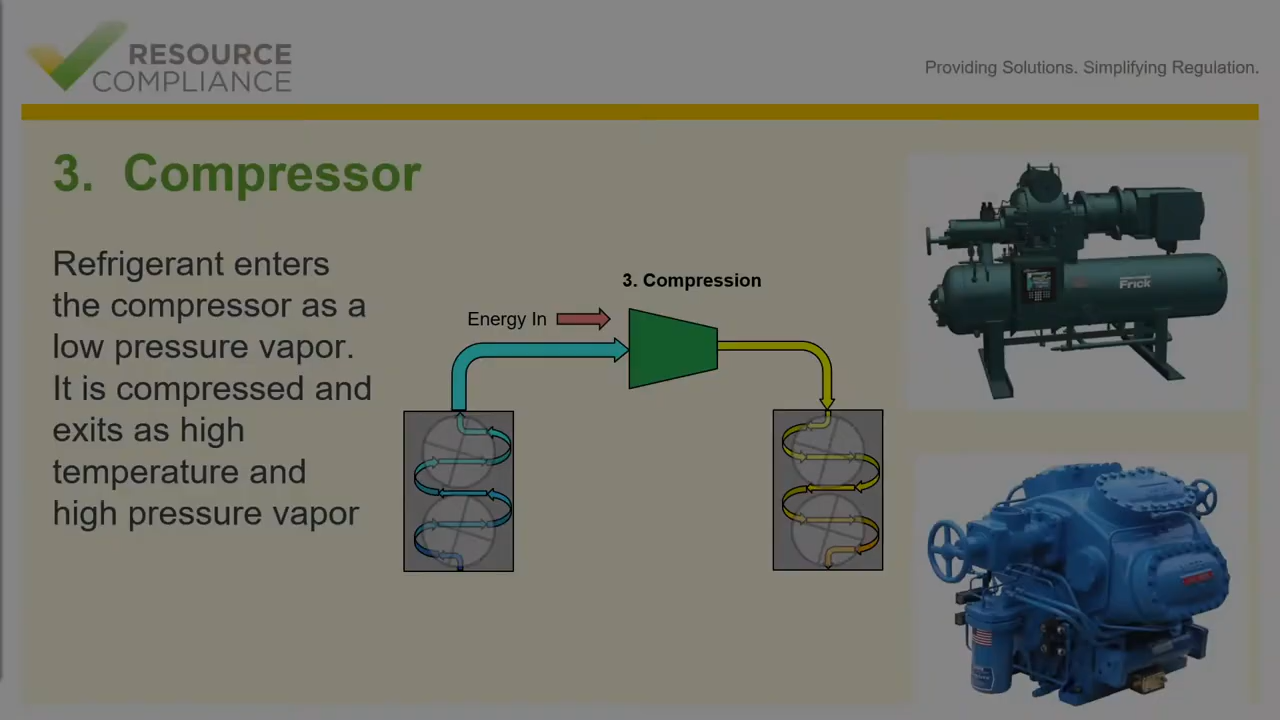 RESOURCE
COMPLIANCE
Providing Solutions. Simplifying Regulation.
3. Compressor
Refrigerant enters
the compressor as a
low pressure vapor.
It is compressed and
exits as high
temperature and
high pressure vapor
3. Compression
Energy In
Frick